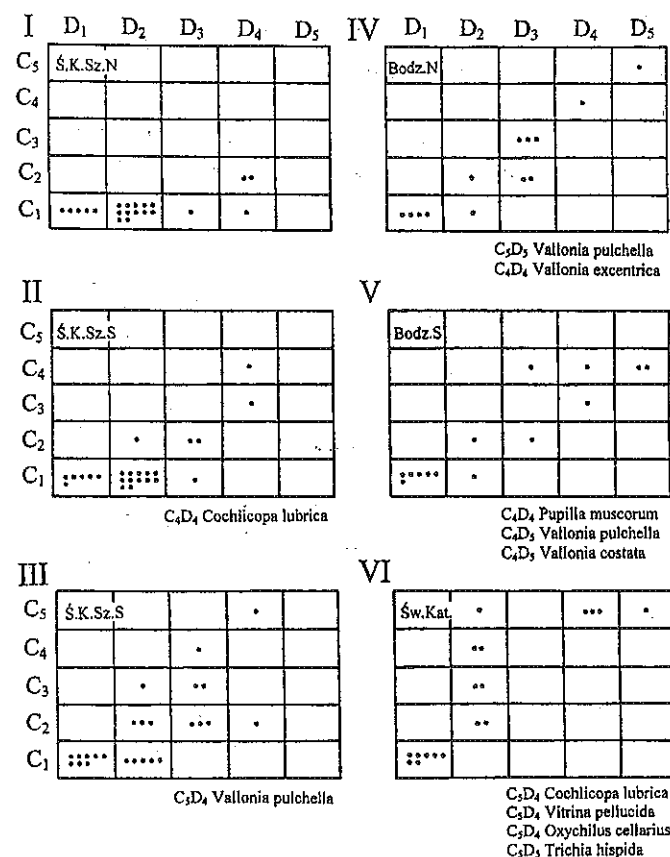 I D₁ D₂ D₃ D₄ D₅
C₅ Ś.K.Sz.N
C₄
C₃
C₂
C₁
IV D₁ D₂ D₃ D₄ D₅
Bodz.N
C₅D₅ Vallonia pulchella
C₄D₄ Vallonia excentrica
II
C₅ Ś.K.Sz.S
C₄
C₃
C₂
C₁
C₄D₄ Cochlicopa lubrica
V
Bodz.S
C₄D₄ Pupilla muscorum
C₄D₅ Vallonia pulchella
C₄D₅ Vallonia costata
III
C₅ Ś.K.Sz.S
C₄
C₃
C₂
C₁
C₅D₄ Vallonia pulchella
VI
Św.Kat.
C₅D₄ Cochlicopa lubrica
C₅D₄ Vitrina pellucida
C₅D₄ Oxychilus cellarius
C₅D₅ Trichia hispida